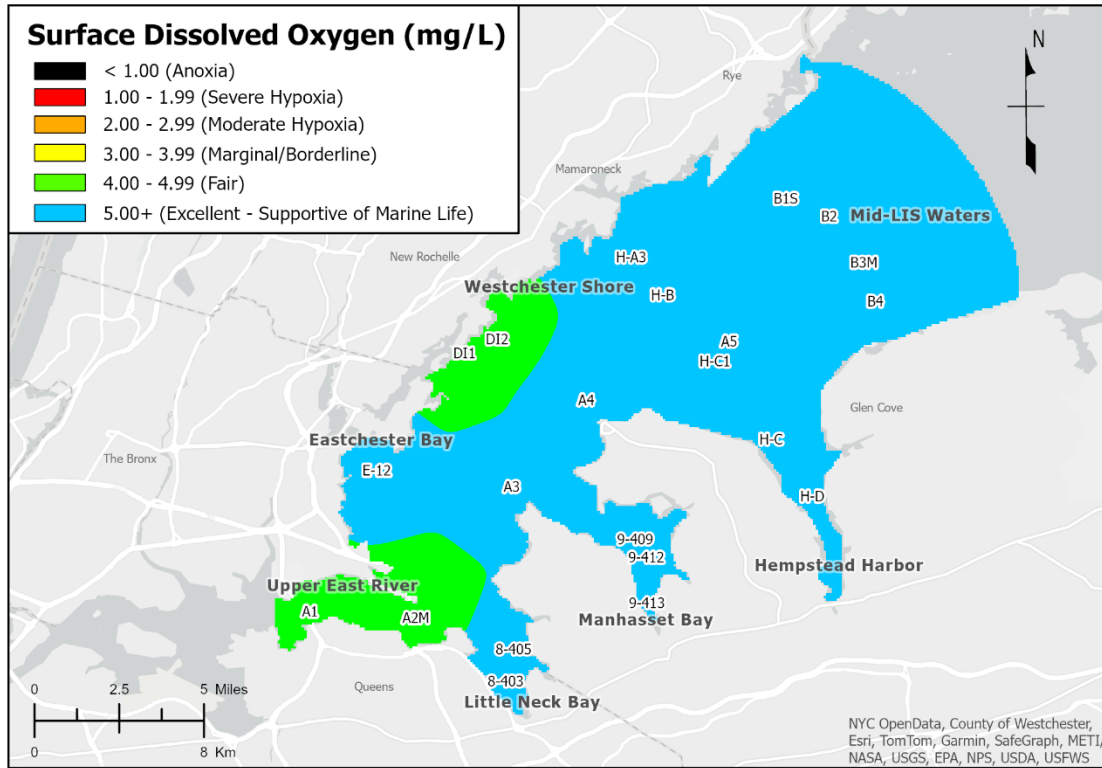 Surface Dissolved Oxygen (mg/L)
< 1.00 (Anoxia)
1.00 - 1.99 (Severe Hypoxia)
2.00 - 2.99 (Moderate Hypoxia)
3.00 - 3.99 (Marginal/Borderline)
4.00 - 4.99 (Fair)
5.00+ (Excellent - Supportive of Marine Life)
N
Rye
Mamaroneck
B1S
B2
Mid-LIS Waters
New Rochelle
H-A3
B3M
Westchester Shore
H-B
B4
DI2
DI1
A5
H-C1
A4
Glen Cove
Eastchester Bay
H-C
The Bronx
E-12
A3
H-D
9-409
9-412
Hempstead Harbor
Upper East River
A1
A2M
9-413
Manhasset Bay
8-405
8-403
Queens
Little Neck Bay
0 2.5 5 Miles
0 8 Km
NYC OpenData, County of Westchester,
Esri, TomTom, Garmin, SafeGraph, METI/
NASA, USGS, EPA, NPS, USDA, USFWS